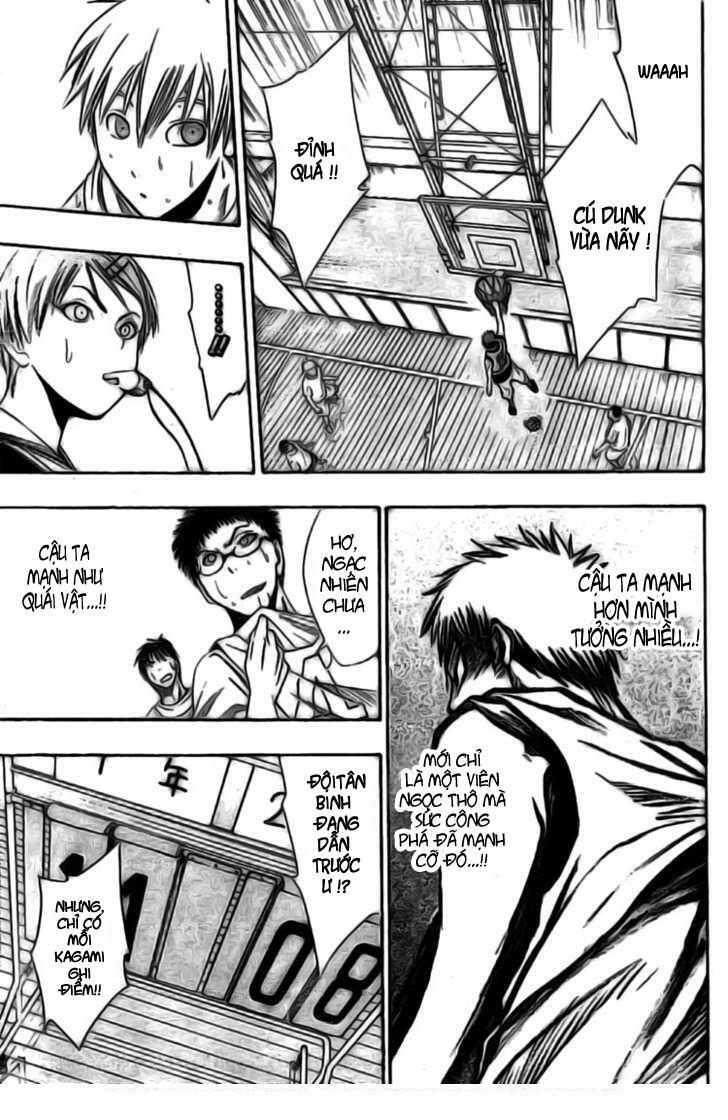 WAAAH
CÚ DUNK
VỪA NÃY !
ĐỈNH
QUÁ !!
CẬU TA MẠNH
HƠN MÌNH
TƯỞNG NHIỀU...!
MỚI CHỈ
LÀ MỘT VIÊN
NGỌC THÔ MÀ
SỨC CÔNG
PHÁ ĐÃ MẠNH
CỠ ĐÓ...!!
HƠ,
NGẠC
NHIÊN
CHƯA
...
CẬU TA
MẠNH NHƯ
QUÁI VẬT...!!
ĐỘI TÂN
BINH
ĐANG
DẪN
TRƯỚC
Ư !?
NHƯNG,
CHỈ CÓ
MỖI
KAGAMI
GHI
ĐIỂM!!
1年
2
11
08